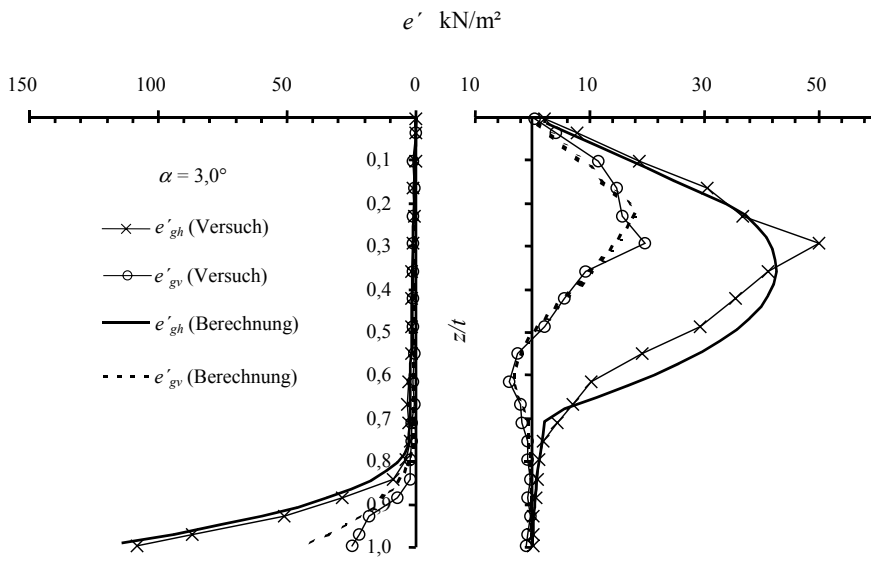 e´ kN/m²
150 100 50 0 10 10 30 50
α = 3,0°
e´gh (Versuch)
e´gv (Versuch)
e´gh (Berechnung)
e´gv (Berechnung)
0,1
0,2
0,3
0,4
0,5
0,6
0,7
0,8
0,9
1,0
z/t